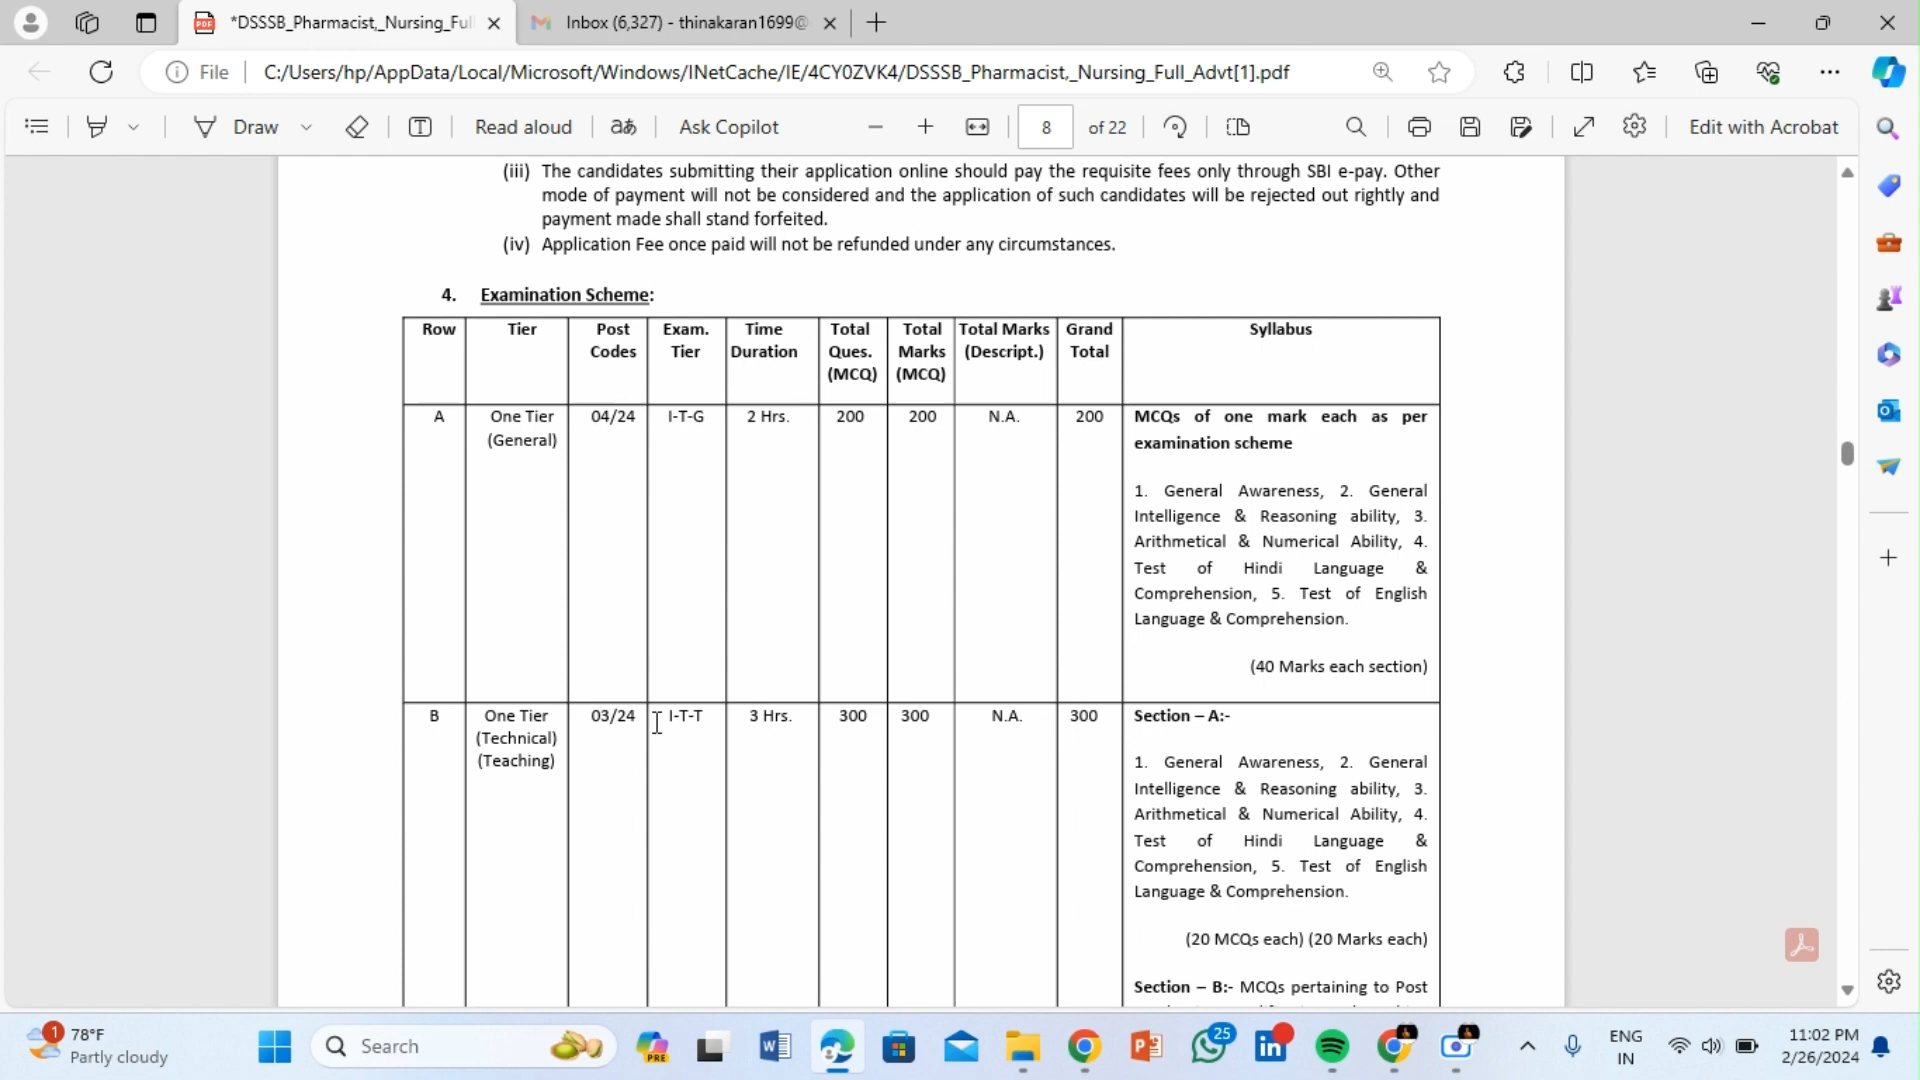 *DSSSB_Pharmacist,_Nursing_Ful
Inbox (6,327) - thinakaran1699@
File
C:/Users/hp/AppData/Local/Microsoft/Windows/INetCache/IE/4CY0ZVK4/DSSSB_Pharmacist,_Nursing_Full_Advt[1].pdf
Draw
Read aloud
Ask Copilot
8 of 22
Edit with Acrobat
(iii) The candidates submitting their application online should pay the requisite fees only through SBI e-pay. Other
mode of payment will not be considered and the application of such candidates will be rejected out rightly and
payment made shall stand forfeited.
(iv) Application Fee once paid will not be refunded under any circumstances.
4. Examination Scheme:
Row Tier Post Codes Exam. Tier Time Duration Total Ques. (MCQ) Total Marks (MCQ) Total Marks (Descript.) Grand Total Syllabus
A One Tier (General) 04/24 I-T-G 2 Hrs. 200 200 N.A. 200 MCQs of one mark each as per
examination scheme
1. General Awareness, 2. General
Intelligence & Reasoning ability, 3.
Arithmetical & Numerical Ability, 4.
Test of Hindi Language &
Comprehension, 5. Test of English
Language & Comprehension.
(40 Marks each section)
B One Tier (Technical) (Teaching) 03/24 I-T-T 3 Hrs. 300 300 N.A. 300 Section – A:-
1. General Awareness, 2. General
Intelligence & Reasoning ability, 3.
Arithmetical & Numerical Ability, 4.
Test of Hindi Language &
Comprehension, 5. Test of English
Language & Comprehension.
(20 MCQs each) (20 Marks each)
Section – B:- MCQs pertaining to Post
1
78°F
Partly cloudy
Search
PRE
25
ENG
IN
11:02 PM
2/26/2024